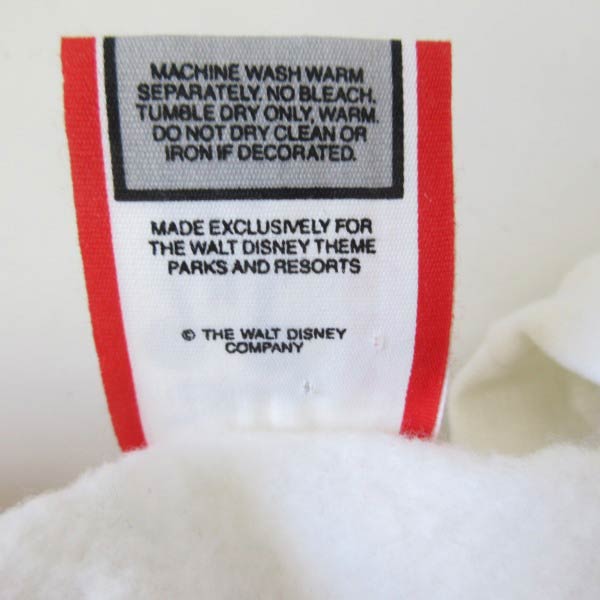 MACHINE WASH WARM
SEPARATELY. NO BLEACH.
TUMBLE DRY ONLY, WARM.
DO NOT DRY CLEAN OR
IRON IF DECORATED.
MADE EXCLUSIVELY FOR
THE WALT DISNEY THEME
PARKS AND RESORTS
© THE WALT DISNEY
COMPANY